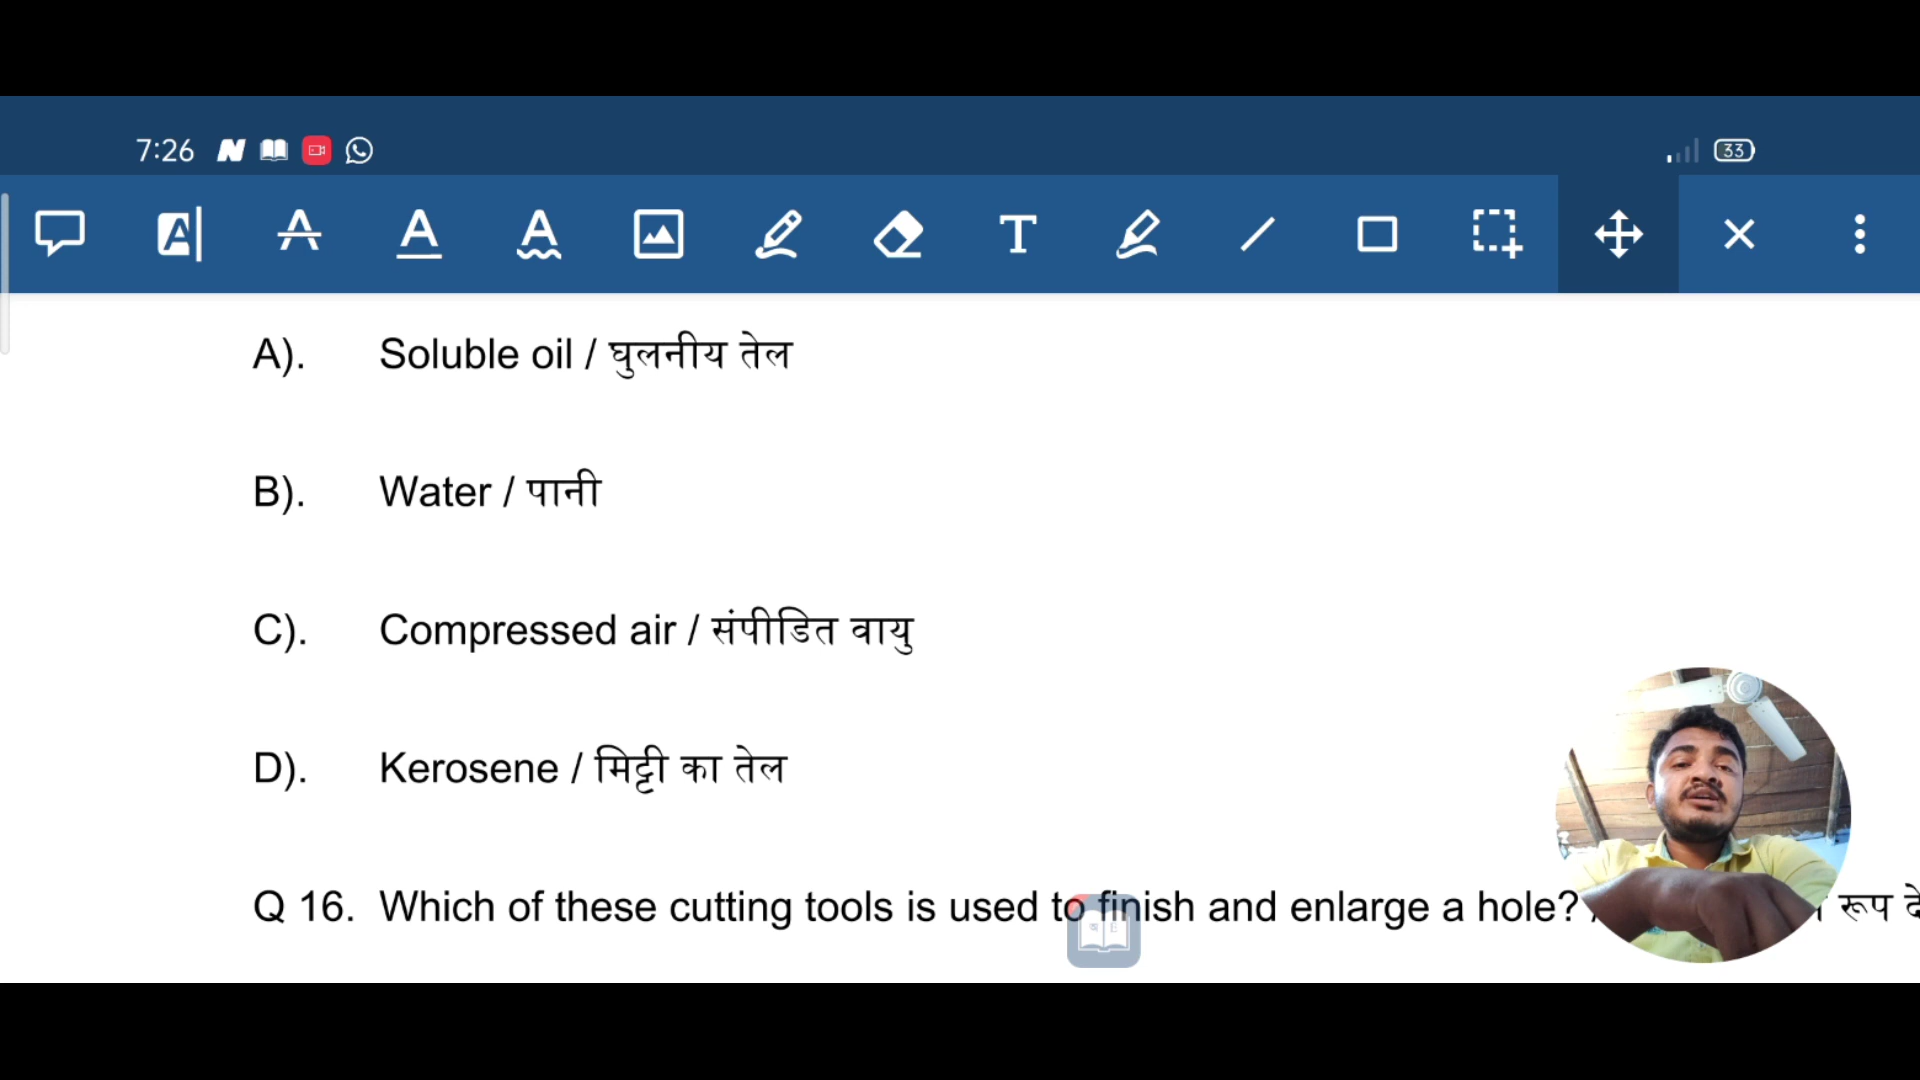 7:26
33
A). Soluble oil / घुलनीय तेल
B). Water / पानी
C). Compressed air / संपीडित वायु
D). Kerosene / मिट्टी का तेल
Q 16. Which of these cutting tools is used to finish and enlarge a hole? / रूप